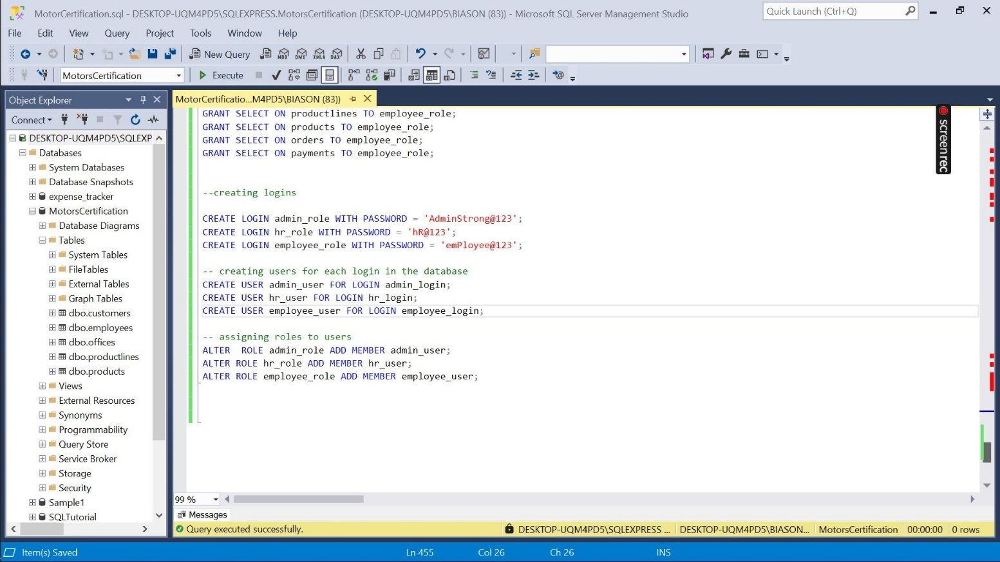 MotorCertification.sql - DESKTOP-UQM4PD5\SQLEXPRESS.MotorsCertification (DESKTOP-UQM4PD5\BIASON (83)) - Microsoft SQL Server Management Studio
Quick Launch (Ctrl+Q)
File Edit View Query Project Tools Window Help
New Query MDX DMX XMLA DAX
MotorsCertification Execute
Object Explorer
MotorCertificatio...M4PD5\BIASON (83))
Connect
DESKTOP-UQM4PD5\SQLEXP
Databases
System Databases
Database Snapshots
expense_tracker
MotorsCertification
Database Diagrams
Tables
System Tables
FileTables
External Tables
Graph Tables
dbo.customers
dbo.employees
dbo.offices
dbo.productlines
dbo.products
Views
External Resources
Synonyms
Programmability
Query Store
Service Broker
Storage
Security
Sample1
SQLTutorial
GRANT SELECT ON productlines TO employee_role;
GRANT SELECT ON products TO employee_role;
GRANT SELECT ON orders TO employee_role;
GRANT SELECT ON payments TO employee_role;
--creating logins
CREATE LOGIN admin_role WITH PASSWORD = 'AdminStrong@123';
CREATE LOGIN hr_role WITH PASSWORD = 'hR@123';
CREATE LOGIN employee_role WITH PASSWORD = 'emPloyee@123';
-- creating users for each login in the database
CREATE USER admin_user FOR LOGIN admin_login;
CREATE USER hr_user FOR LOGIN hr_login;
CREATE USER employee_user FOR LOGIN employee_login;
-- assigning roles to users
ALTER  ROLE admin_role ADD MEMBER admin_user;
ALTER ROLE hr_role ADD MEMBER hr_user;
ALTER ROLE employee_role ADD MEMBER employee_user;
screenrec
99 %
Messages
Query executed successfully.
DESKTOP-UQM4PD5\SQLEXPRESS ... DESKTOP-UQM4PD5\BIASON... MotorsCertification 00:00:00 0 rows
Item(s) Saved Ln 455 Col 26 Ch 26 INS